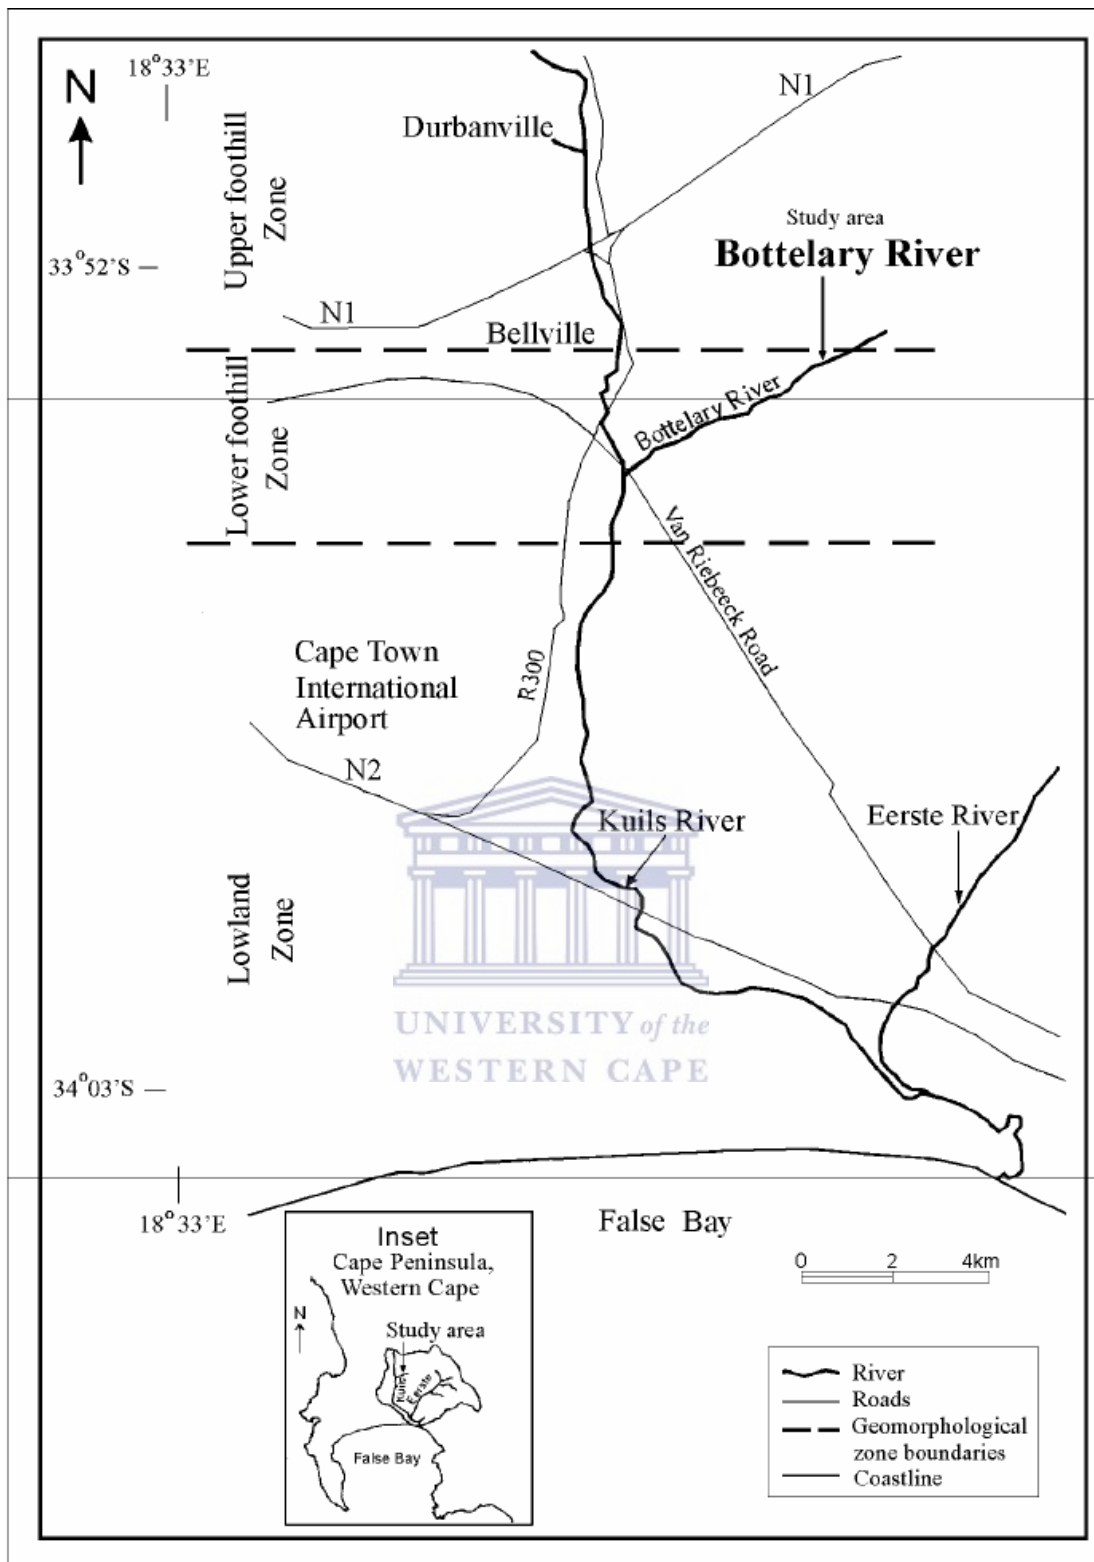 18°33'E
N
N1
Durbanville
Upper foothill
Zone
Study area
Bottelary River
33°52'S
N1
Bellville
Lower foothill
Zone
Bottelary River
Van Riebeeck Road
Cape Town
International
Airport
R300
N2
Kuils River
Eerste River
Lowland
Zone
UNIVERSITY of the
WESTERN CAPE
34°03'S
18°33'E
False Bay
0 2 4km
Inset
Cape Peninsula,
Western Cape
N
Study area
Kuils
Eerste
False Bay
River
Roads
Geomorphological
zone boundaries
Coastline